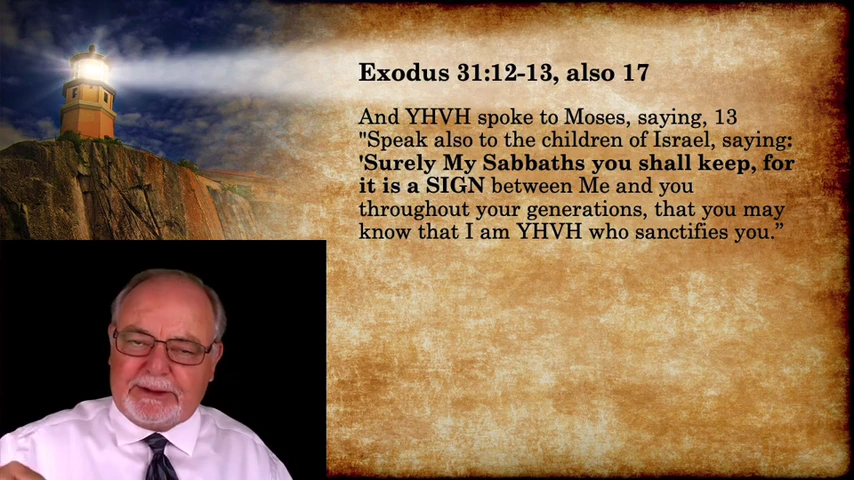 Exodus 31:12-13, also 17
And YHVH spoke to Moses, saying, 13
"Speak also to the children of Israel, saying:
'Surely My Sabbaths you shall keep, for
it is a SIGN between Me and you
throughout your generations, that you may
know that I am YHVH who sanctifies you.”